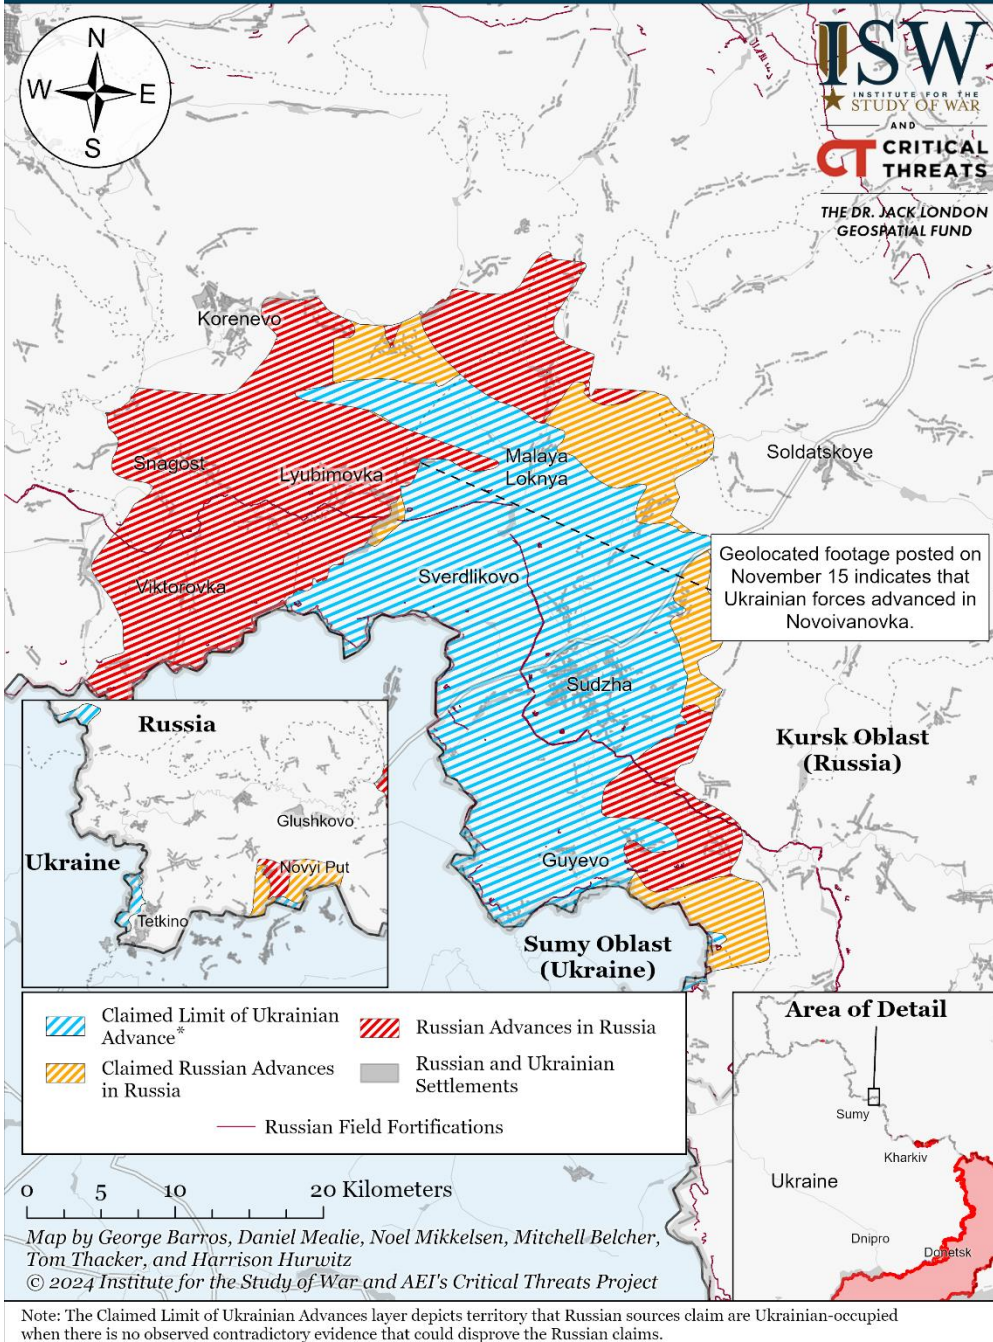 N
W
E
S
ISW
INSTITUTE FOR THE
STUDY OF WAR
AND
CT CRITICAL
THREATS
THE DR. JACK LONDON
GEOSPATIAL FUND
Korenevo
Snagost
Lyubimovka
Malaya
Loknya
Soldatskoye
Geolocated footage posted on
November 15 indicates that
Ukrainian forces advanced in
Novoivanovka.
Viktorovka
Sverdlikovo
Sudzha
Kursk Oblast
(Russia)
Guyevo
Sumy Oblast
(Ukraine)
Russia
Glushkovo
Ukraine
Novyi Put
Tetkino
Claimed Limit of Ukrainian
Advance*
Russian Advances in Russia
Claimed Russian Advances
in Russia
Russian and Ukrainian
Settlements
Russian Field Fortifications
Area of Detail
Sumy
Kharkiv
Ukraine
Dnipro
Donetsk
0 5 10 20 Kilometers
Map by George Barros, Daniel Mealie, Noel Mikkelsen, Mitchell Belcher,
Tom Thacker, and Harrison Hurwitz
© 2024 Institute for the Study of War and AEI's Critical Threats Project
Note: The Claimed Limit of Ukrainian Advances layer depicts territory that Russian sources claim are Ukrainian-occupied
when there is no observed contradictory evidence that could disprove the Russian claims.